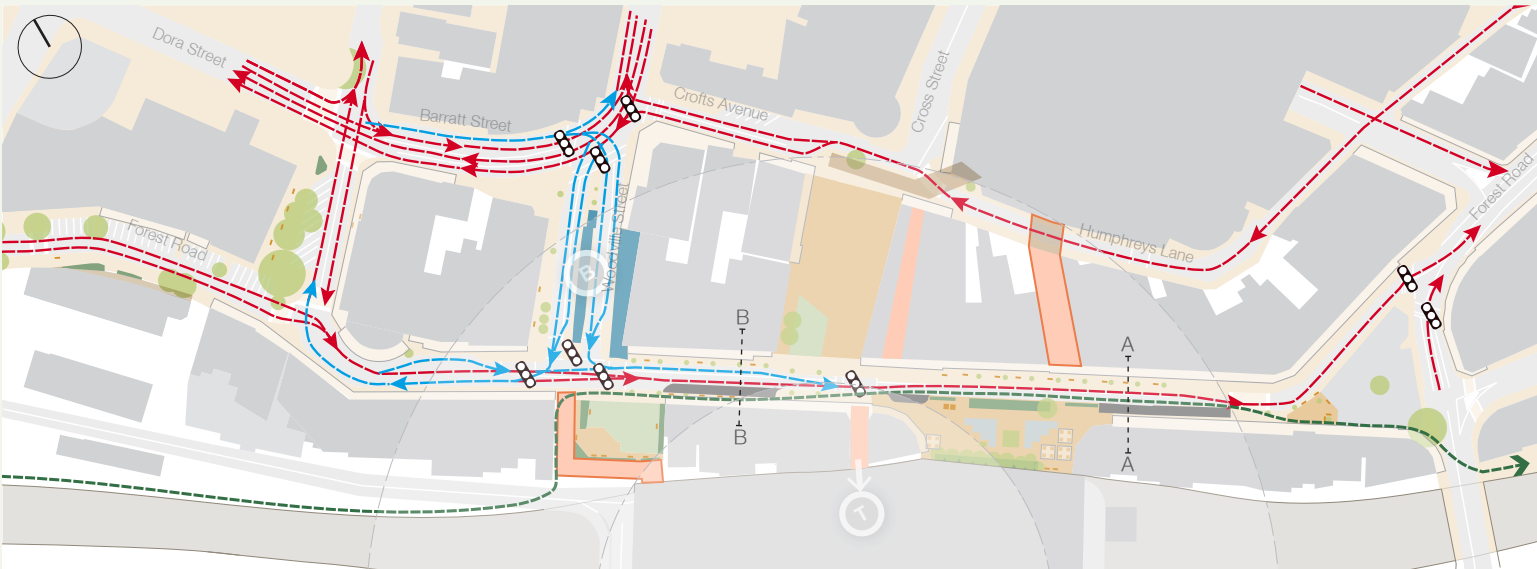 Dora Street
Barratt Street
Crofts Avenue
Cross Street
Forest Road
Woodville Street
B
Humphreys Lane
Forest Road
B
B
A
A
T